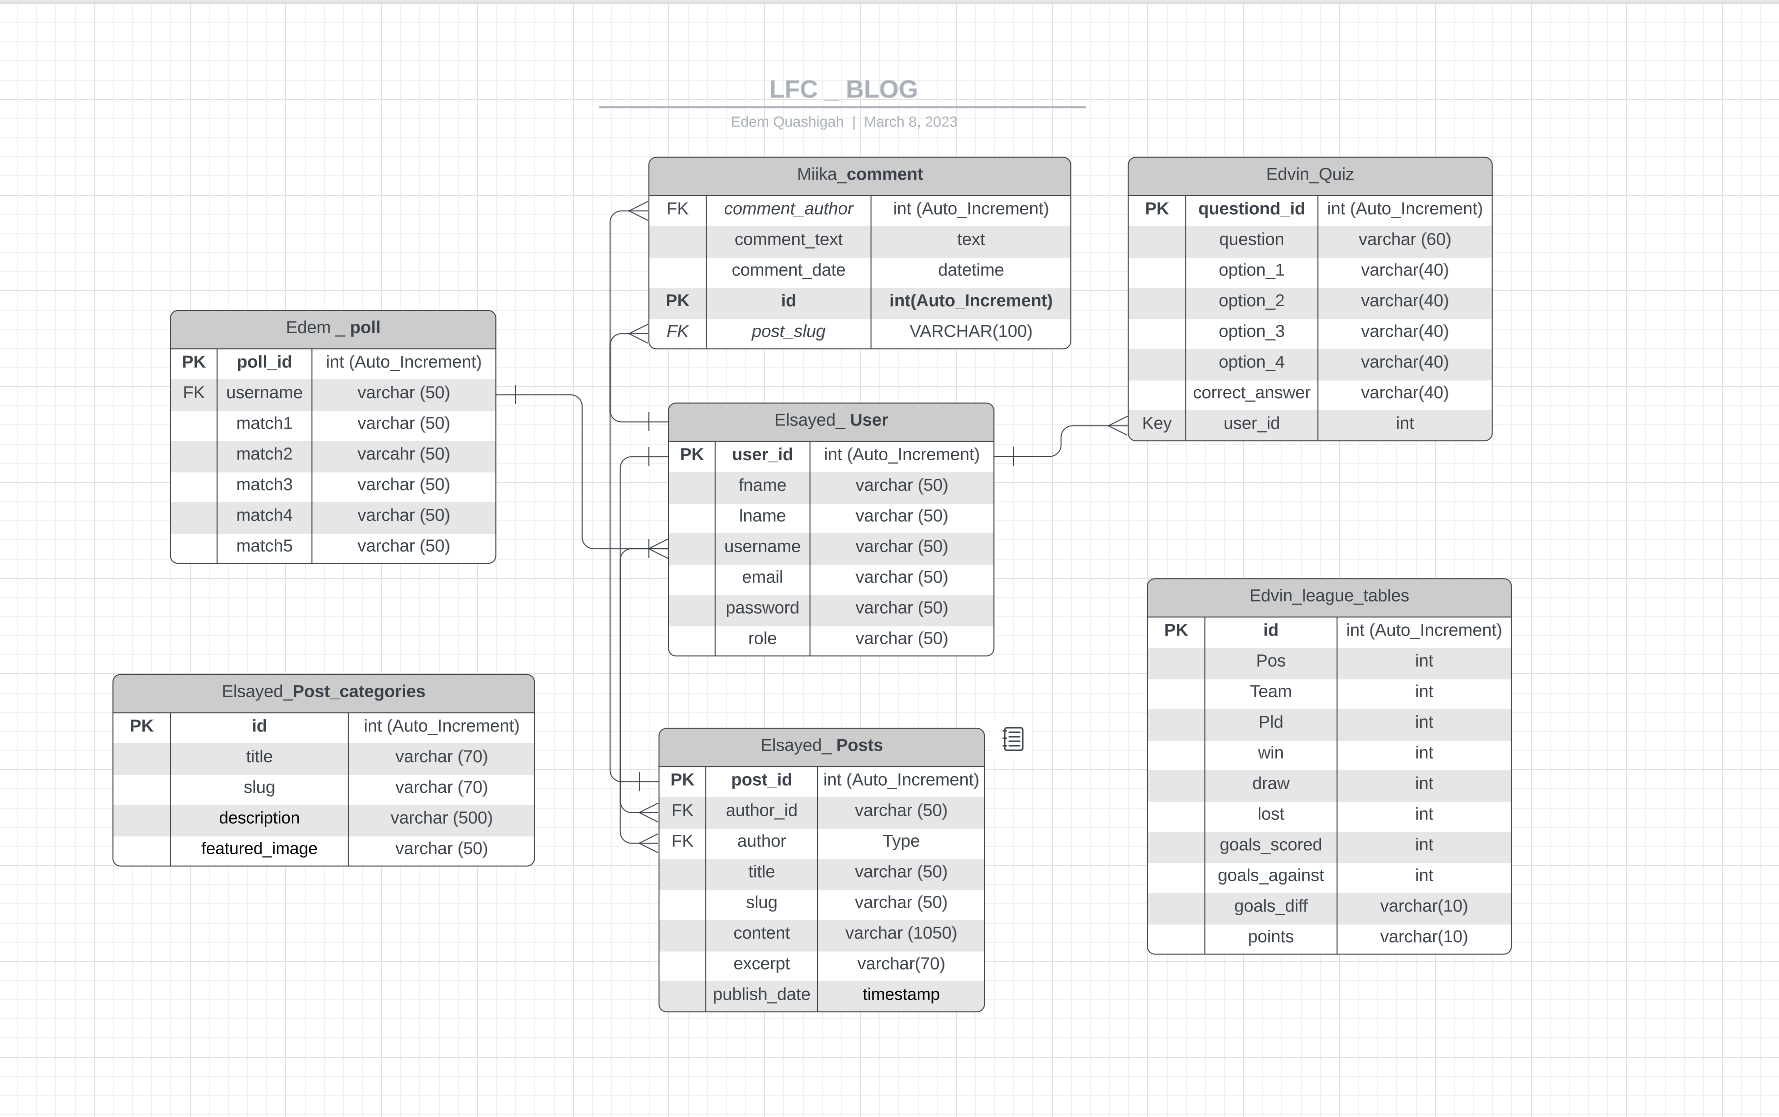 LFC _ BLOG
Edem Quashigah | March 8, 2023
Miika_comment
FK comment_author int (Auto_Increment)
comment_text text
comment_date datetime
PK id int(Auto_Increment)
FK post_slug VARCHAR(100)
Edvin_Quiz
PK questiond_id int (Auto_Increment)
question varchar (60)
option_1 varchar(40)
option_2 varchar(40)
option_3 varchar(40)
option_4 varchar(40)
correct_answer varchar(40)
Key user_id int
Edem _ poll
PK poll_id int (Auto_Increment)
FK username varchar (50)
match1 varchar (50)
match2 varcahr (50)
match3 varchar (50)
match4 varchar (50)
match5 varchar (50)
Elsayed_ User
PK user_id int (Auto_Increment)
fname varchar (50)
lname varchar (50)
username varchar (50)
email varchar (50)
password varchar (50)
role varchar (50)
Edvin_league_tables
PK id int (Auto_Increment)
Pos int
Team int
Pld int
win int
draw int
lost int
goals_scored int
goals_against int
goals_diff varchar(10)
points varchar(10)
Elsayed_Post_categories
PK id int (Auto_Increment)
title varchar (70)
slug varchar (70)
description varchar (500)
featured_image varchar (50)
Elsayed_ Posts
PK post_id int (Auto_Increment)
FK author_id varchar (50)
FK author Type
title varchar (50)
slug varchar (50)
content varchar (1050)
excerpt varchar(70)
publish_date timestamp